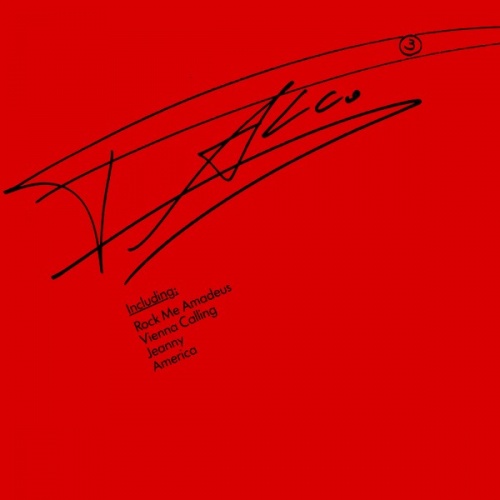 3
Falco
Including:
Rock Me Amadeus
Vienna Calling
Jeanny
America